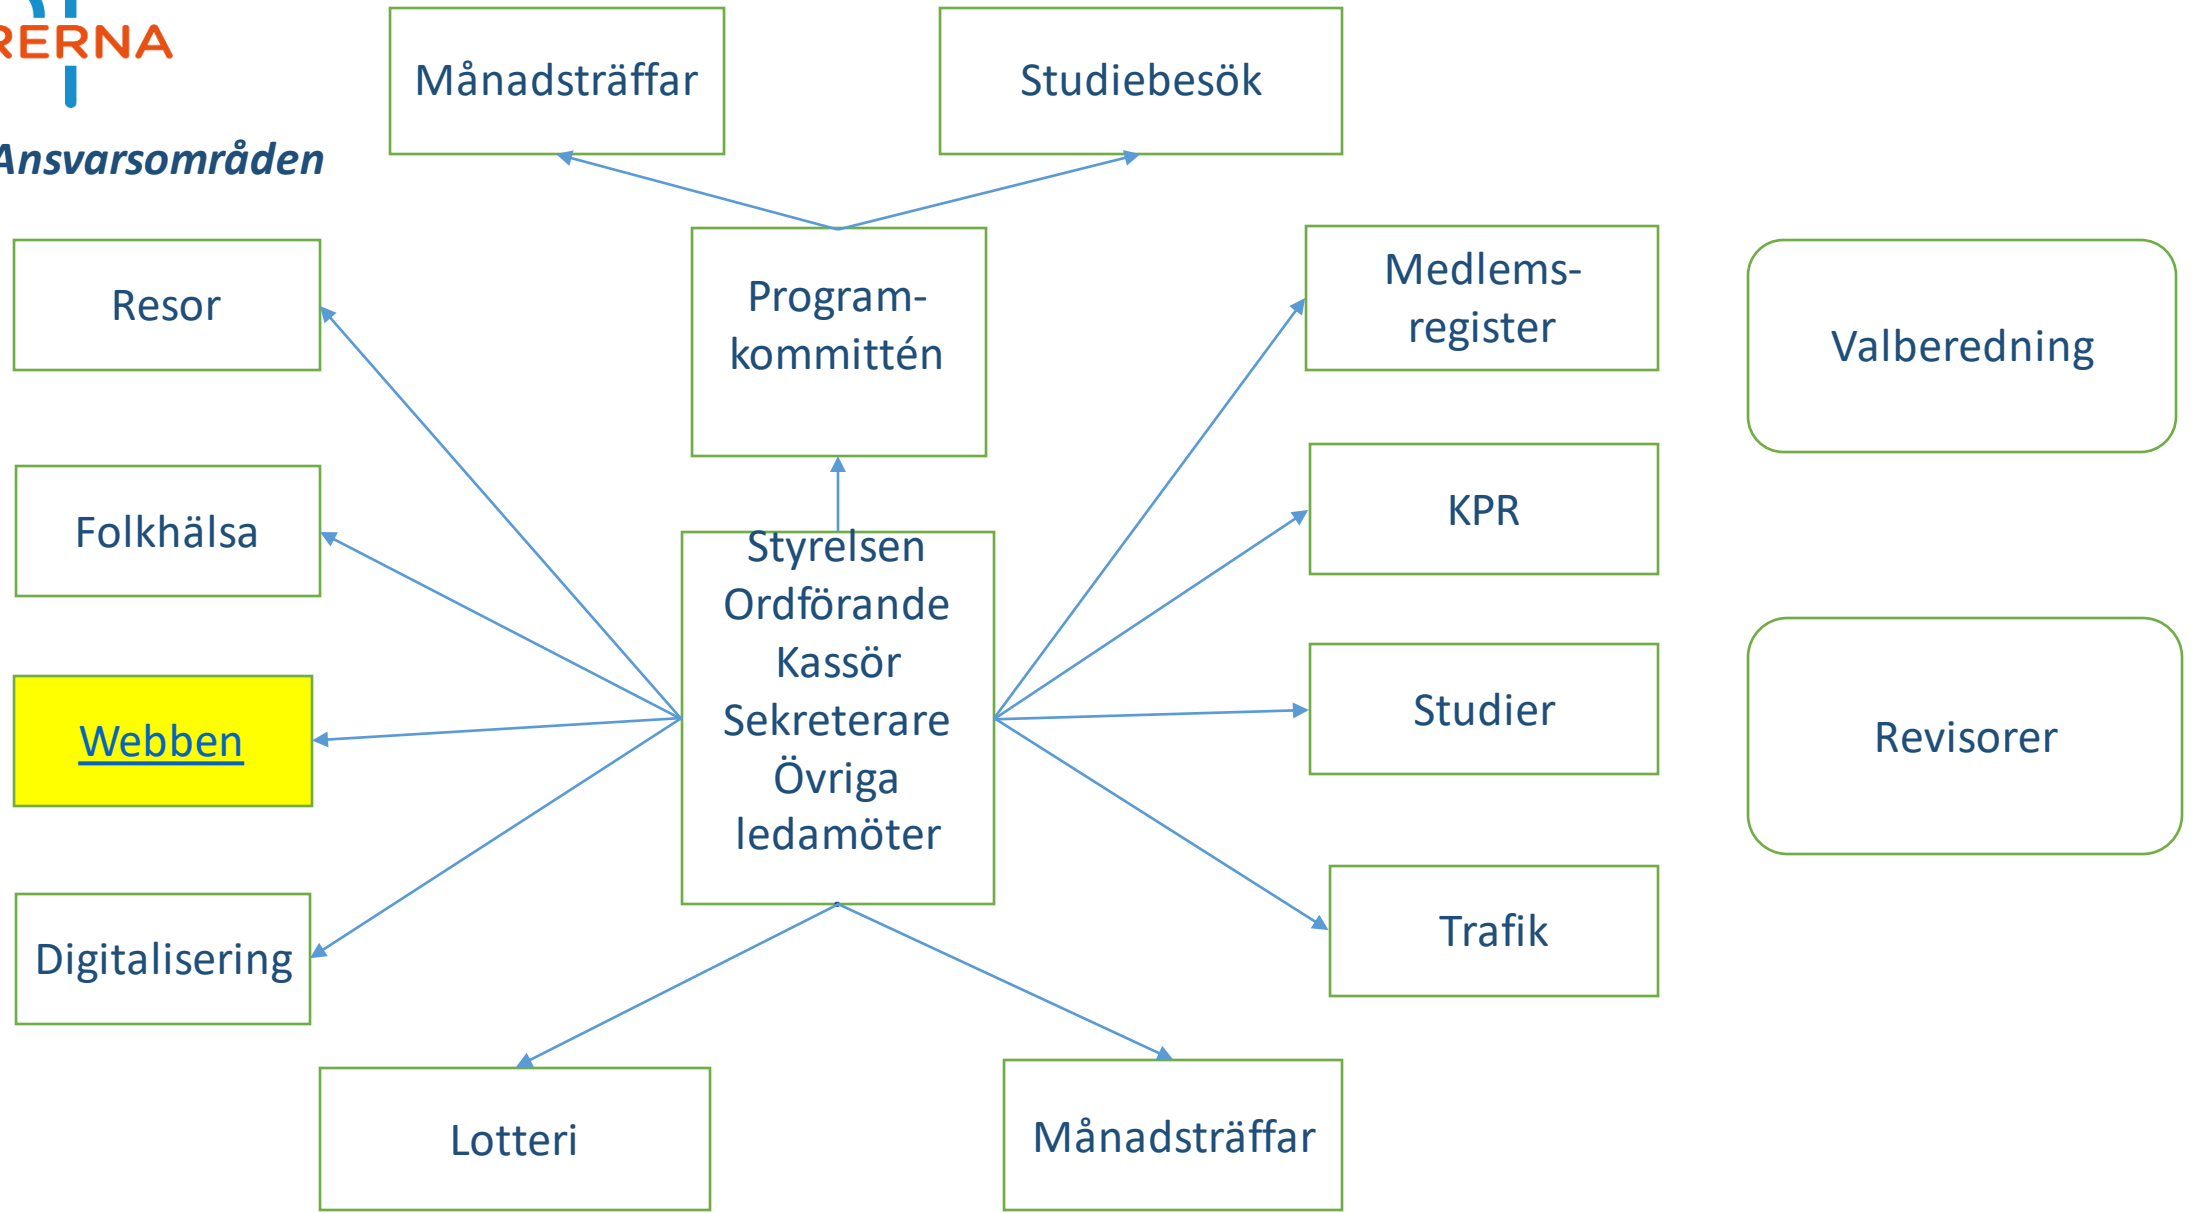 RERNA
Ansvarsområden
Månadsträffar
Studiebesök
Resor
Program-
kommittén
Medlems-
register
Valberedning
Folkhälsa
KPR
Styrelsen
Ordförande
Kassör
Sekreterare
Övriga
ledamöter
Webben
Studier
Revisorer
Digitalisering
Trafik
Lotteri
Månadsträffar